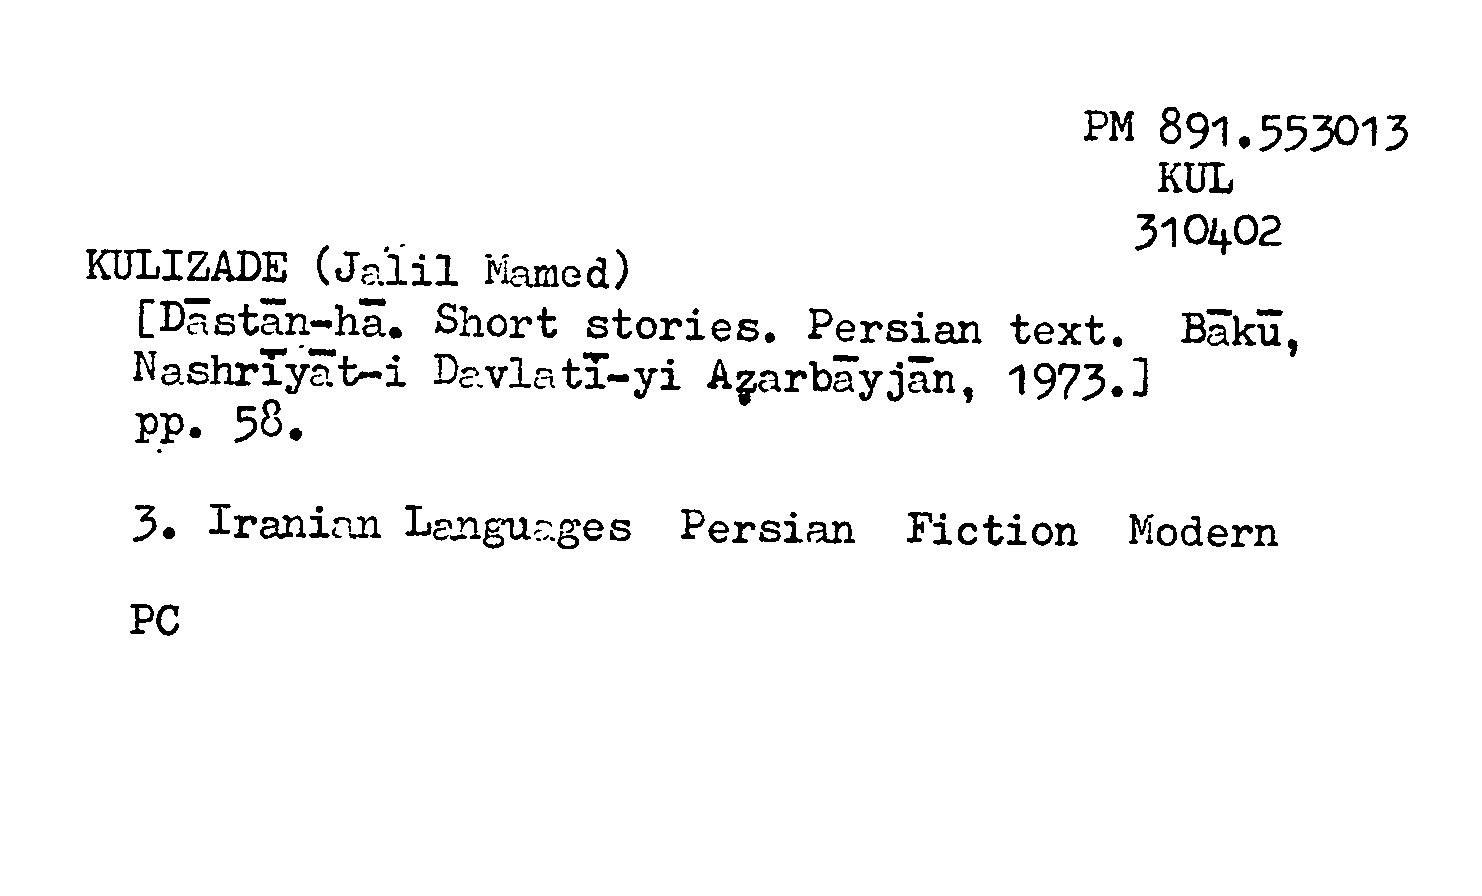 PM 891.553013
KUL
310402
KULIZADE (Jalil Mamed)
[Dāstān-hā. Short stories. Persian text. Bākū,
Nashrīyāt-i Davlatī-yi Aẕarbāyjān, 1973.]
pp. 58.
3. Iranian Languages Persian Fiction Modern
PC